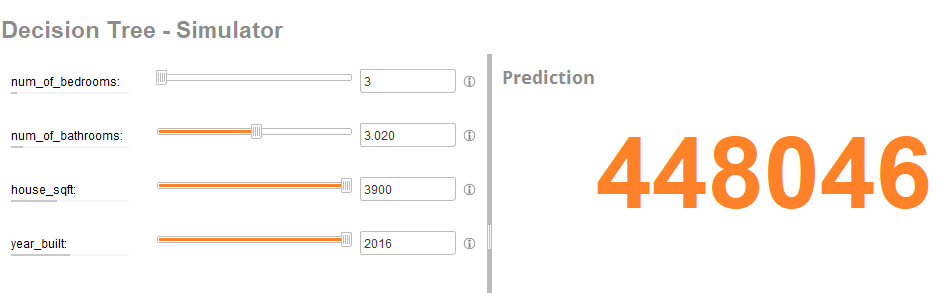 Decision Tree - Simulator
num_of_bedrooms: 3
num_of_bathrooms: 3.020
house_sqft: 3900
year_built: 2016
Prediction
448046